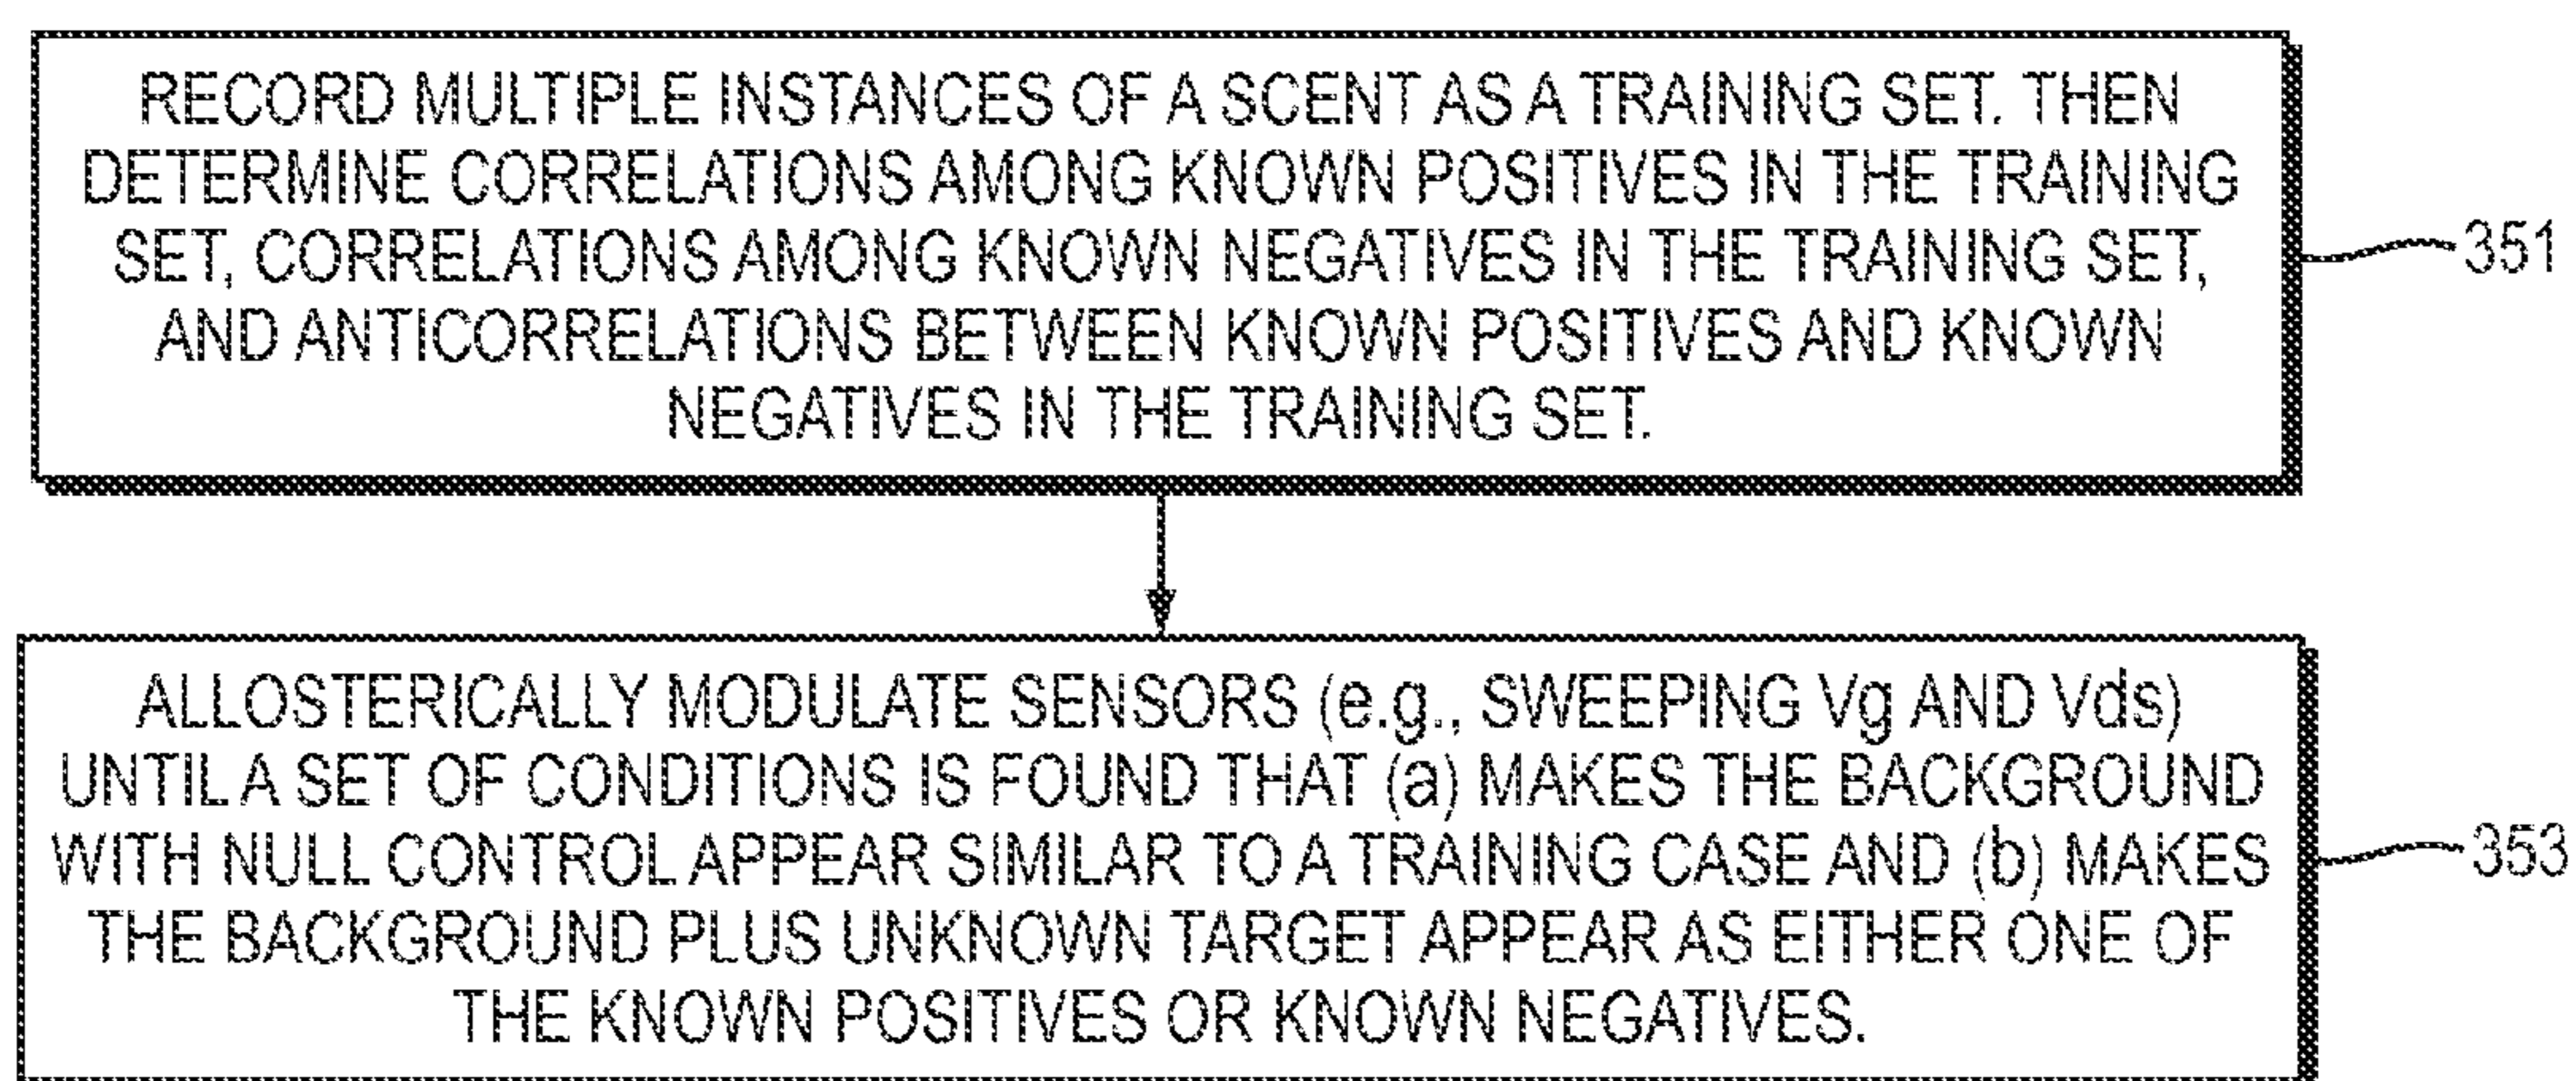 RECORD MULTIPLE INSTANCES OF A SCENT AS A TRAINING SET. THEN
DETERMINE CORRELATIONS AMONG KNOWN POSITIVES IN THE TRAINING
SET, CORRELATIONS AMONG KNOWN NEGATIVES IN THE TRAINING SET,
AND ANTICORRELATIONS BETWEEN KNOWN POSITIVES AND KNOWN
NEGATIVES IN THE TRAINING SET.
351
ALLOSTERICALLY MODULATE SENSORS (e.g., SWEEPING Vg AND Vds)
UNTIL A SET OF CONDITIONS IS FOUND THAT (a) MAKES THE BACKGROUND
WITH NULL CONTROL APPEAR SIMILAR TO A TRAINING CASE AND (b) MAKES
THE BACKGROUND PLUS UNKNOWN TARGET APPEAR AS EITHER ONE OF
THE KNOWN POSITIVES OR KNOWN NEGATIVES.
353